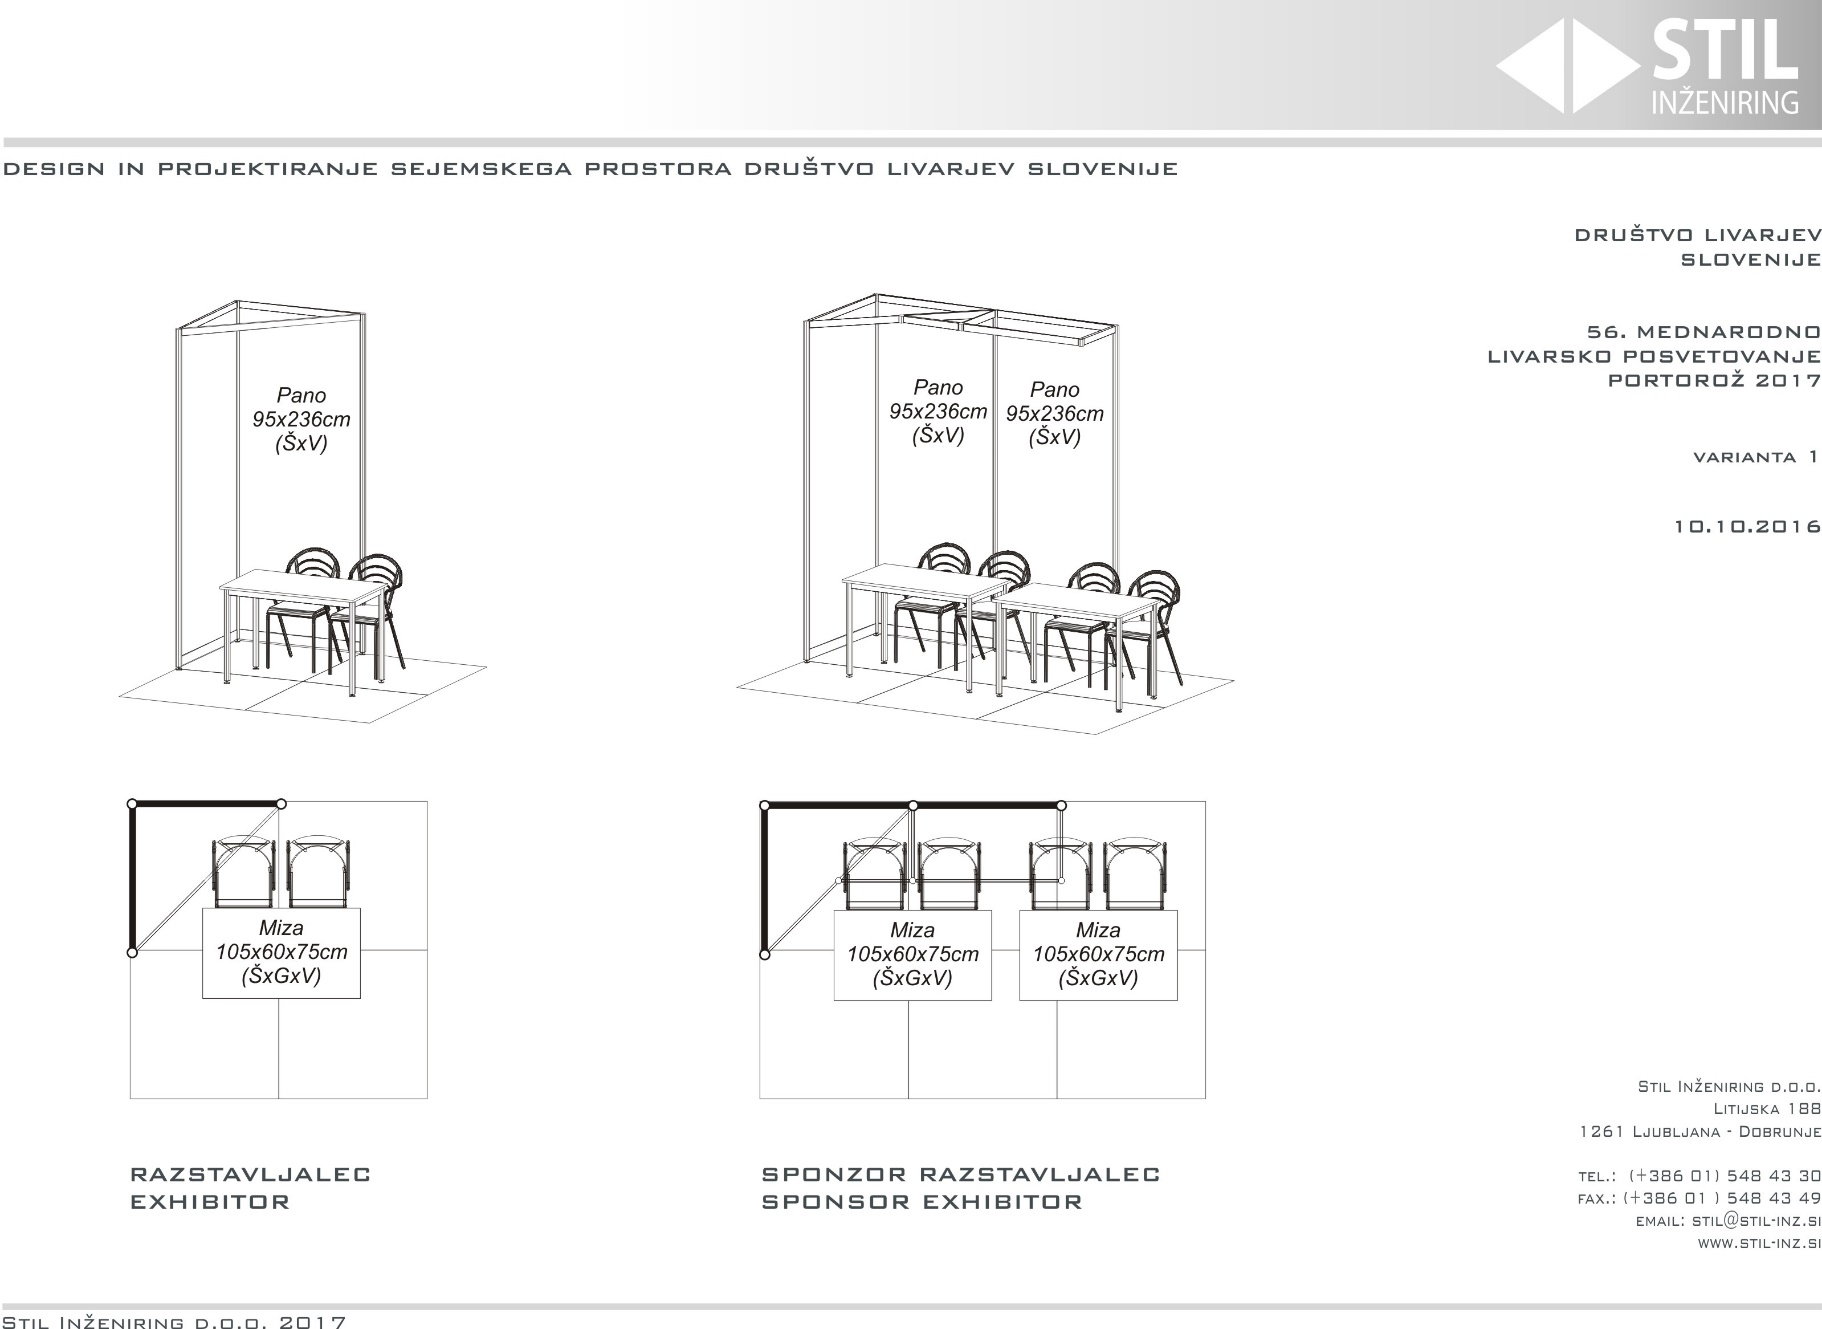 STIL
INŽENIRING
DESIGN IN PROJEKTIRANJE SEJEMSKEGA PROSTORA DRUŠTVO LIVARJEV SLOVENIJE
DRUŠTVO LIVARJEV
SLOVENIJE
56. MEDNARODNO
LIVARSKO POSVETOVANJE
PORTOROŽ 2017
VARIANTA 1
10.10.2016
Pano
95x236cm
(ŠxV)
Pano
95x236cm
(ŠxV)
Pano
95x236cm
(ŠxV)
Miza
105x60x75cm
(ŠxGxV)
Miza
105x60x75cm
(ŠxGxV)
Miza
105x60x75cm
(ŠxGxV)
RAZSTAVLJALEC
EXHIBITOR
SPONZOR RAZSTAVLJALEC
SPONSOR EXHIBITOR
STIL INŽENIRING D.O.O.
LITIJSKA 188
1261 LJUBLJANA - DOBRUNJE
TEL.: (+386 01) 548 43 30
FAX.: (+386 01 ) 548 43 49
EMAIL: STIL@STIL-INZ.SI
WWW.STIL-INZ.SI
STIL INŽENIRING D.O.O. 2017